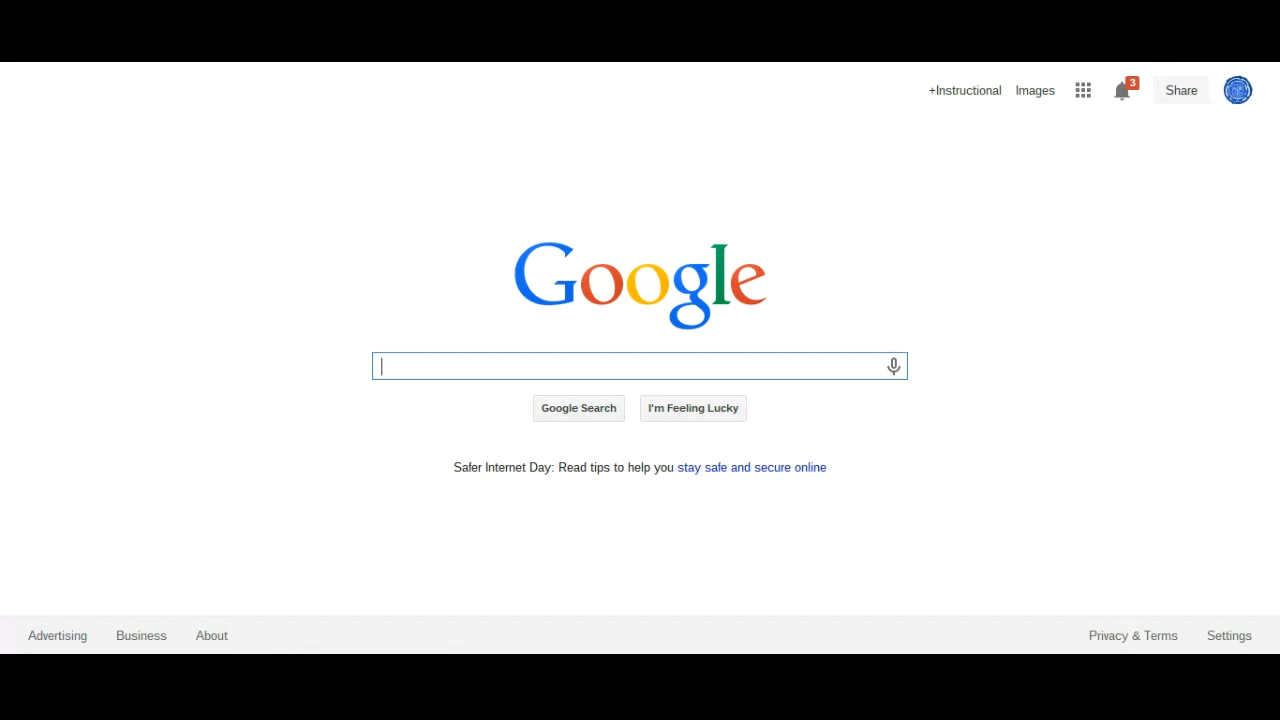 +Instructional Images 3 Share
Google
Google Search I'm Feeling Lucky
Safer Internet Day: Read tips to help you stay safe and secure online
Advertising Business About Privacy & Terms Settings